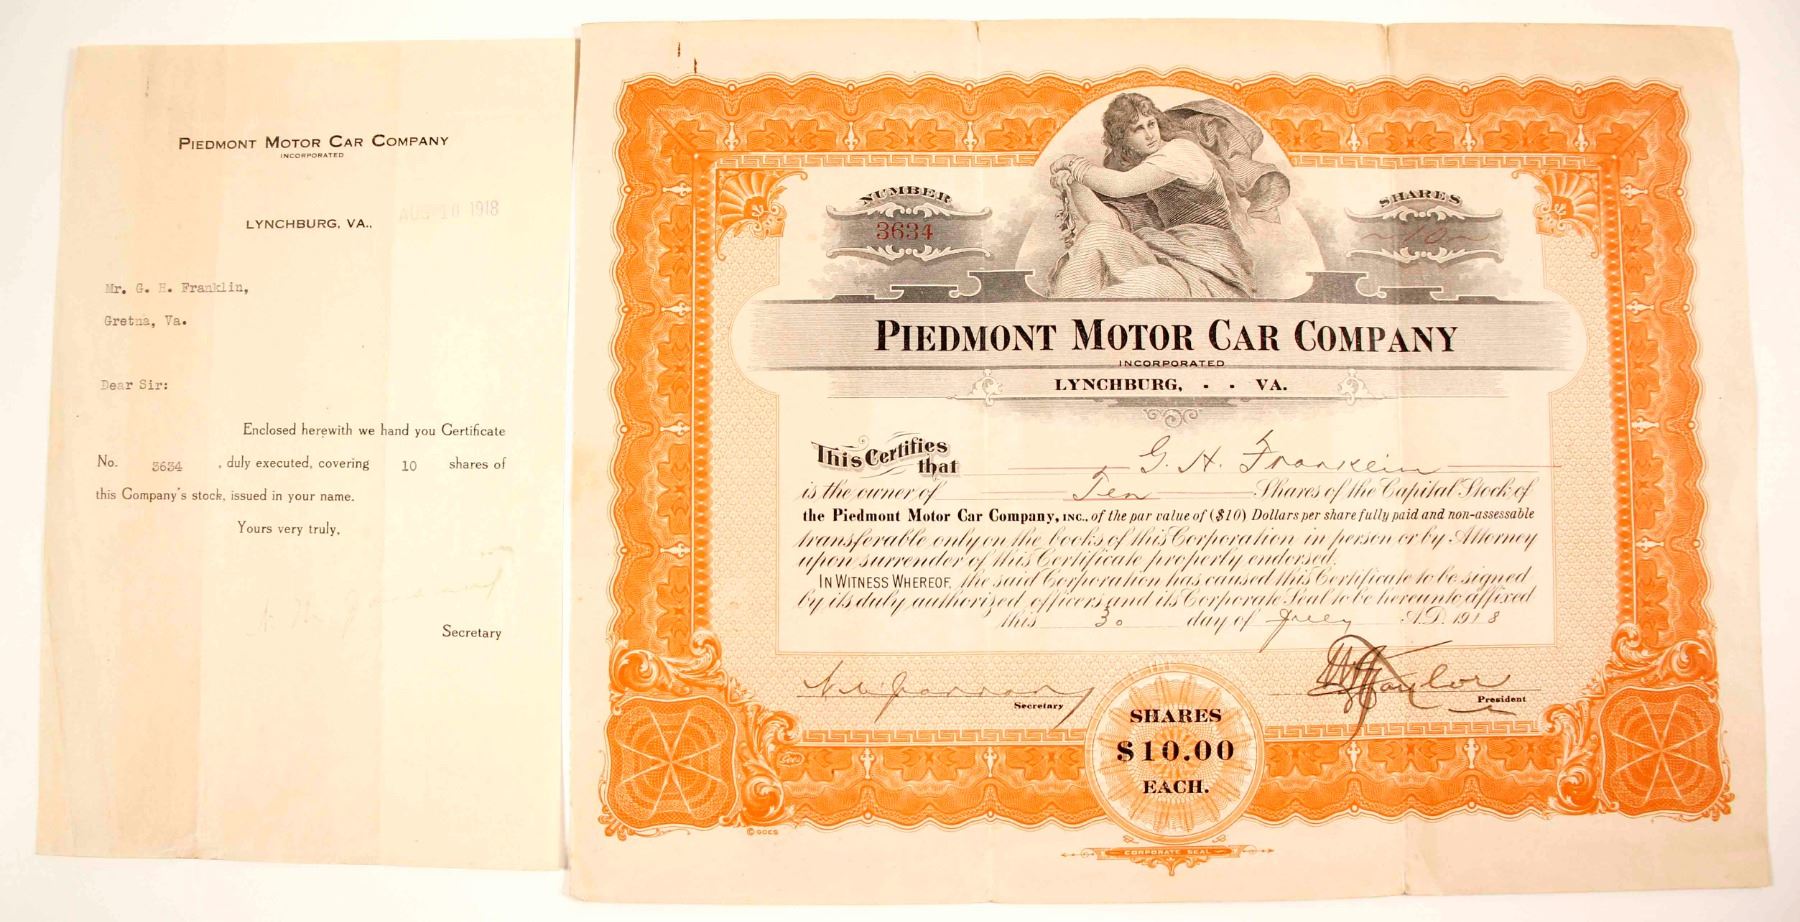 PIEDMONT MOTOR CAR COMPANY
INCORPORATED
LYNCHBURG, VA., AUG 10 1918
Mr. G. H. Franklin,
Gretna, Va.
Dear Sir:
Enclosed herewith we hand you Certificate
No. 3634 , duly executed, covering 10 shares of
this Company's stock, issued in your name.
Yours very truly,
Secretary
NUMBER
3634
SHARES
10
PIEDMONT MOTOR CAR COMPANY
INCORPORATED
LYNCHBURG, - - VA.
This Certifies
that G. H. Franklin
is the owner of Ten Shares of the Capital Stock of
the Piedmont Motor Car Company, INC., of the par value of ($10) Dollars per share fully paid and non-assessable
transferable only on the books of this Corporation in person or by Attorney
upon surrender of this Certificate properly endorsed.
IN WITNESS WHEREOF, the said Corporation has caused this Certificate to be signed
by its duly authorized officers and its Corporate Seal to be hereunto affixed
this 30 day of July A.D. 1918
Secretary
President
SHARES
$10.00
EACH.
GOES
© GOES
CORPORATE SEAL